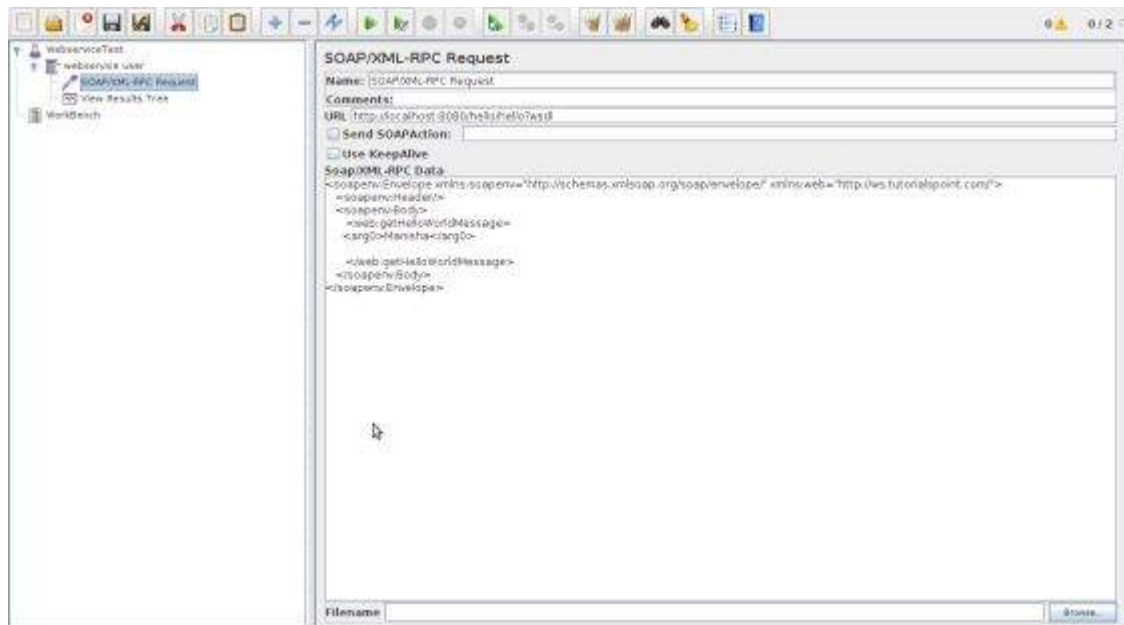 0 0 / 2
WebserviceTest
webservice user
SOAP/XML-RPC Request
View Results Tree
WorkBench
SOAP/XML-RPC Request
Name: SOAP/XML-RPC Request
Comments:
URL http://localhost:8080/hello/hello?wsdl
Send SOAPAction:
Use KeepAlive
Soap/XML-RPC Data
<soapenv:Envelope xmlns:soapenv="http://schemas.xmlsoap.org/soap/envelope/" xmlns:web="http://ws.tutorialspoint.com/">
<soapenv:Header/>
<soapenv:Body>
<web:getHelloWorldMessage>
<arg0>Manisha</arg0>
</web:getHelloWorldMessage>
</soapenv:Body>
</soapenv:Envelope>
Filename Browse...